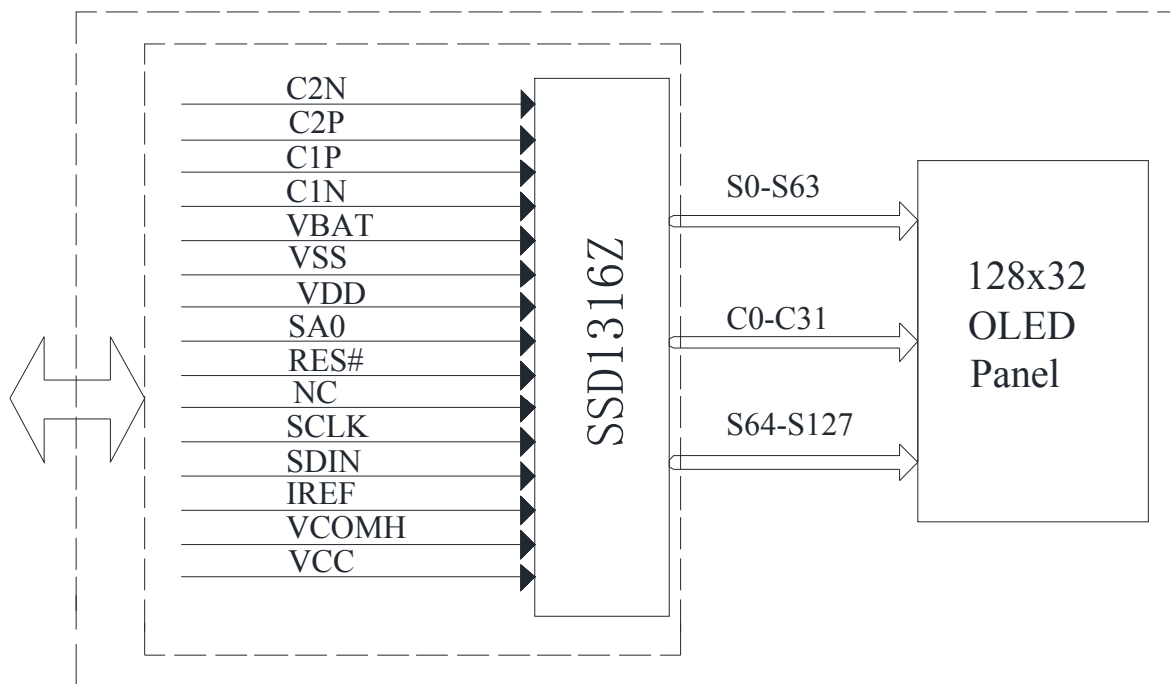 C2N
C2P
C1P
C1N
VBAT
VSS
VDD
SA0
RES#
NC
SCLK
SDIN
IREF
VCOMH
VCC
SSD1316Z
S0-S63
C0-C31
S64-S127
128x32
OLED
Panel